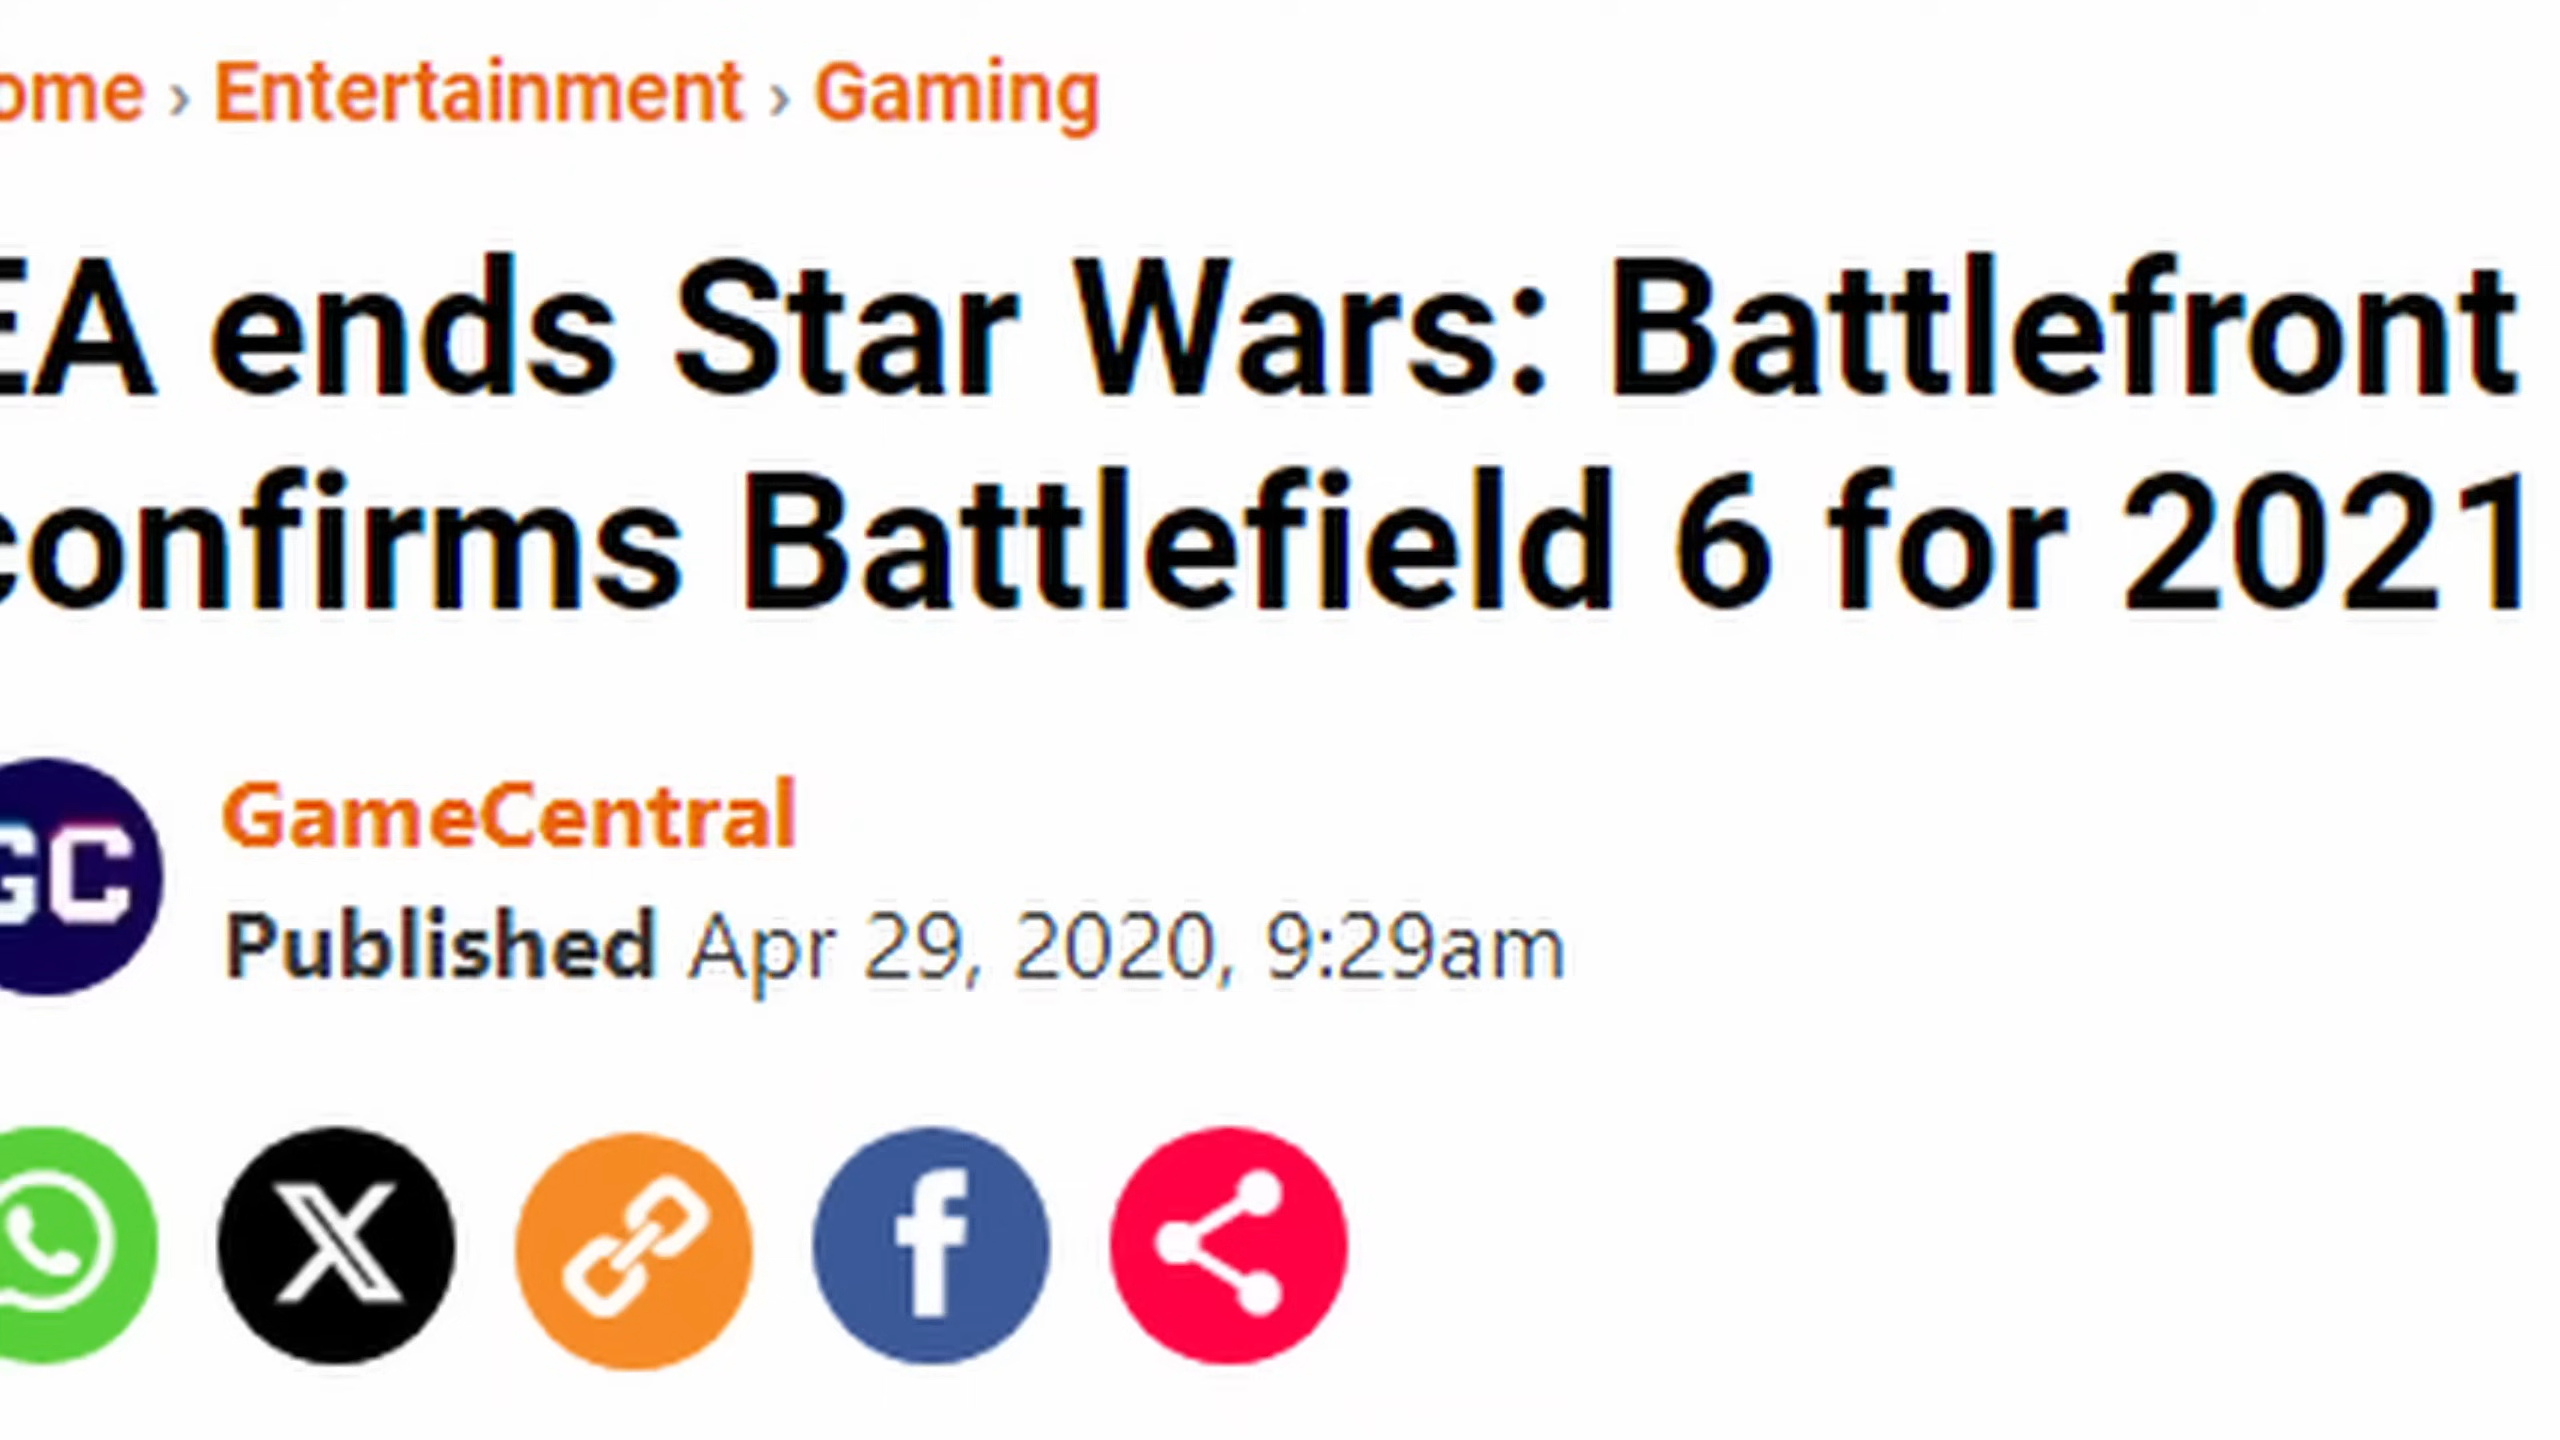 ome › Entertainment › Gaming
EA ends Star Wars: Battlefront
confirms Battlefield 6 for 2021
GC
GameCentral
Published Apr 29, 2020, 9:29am